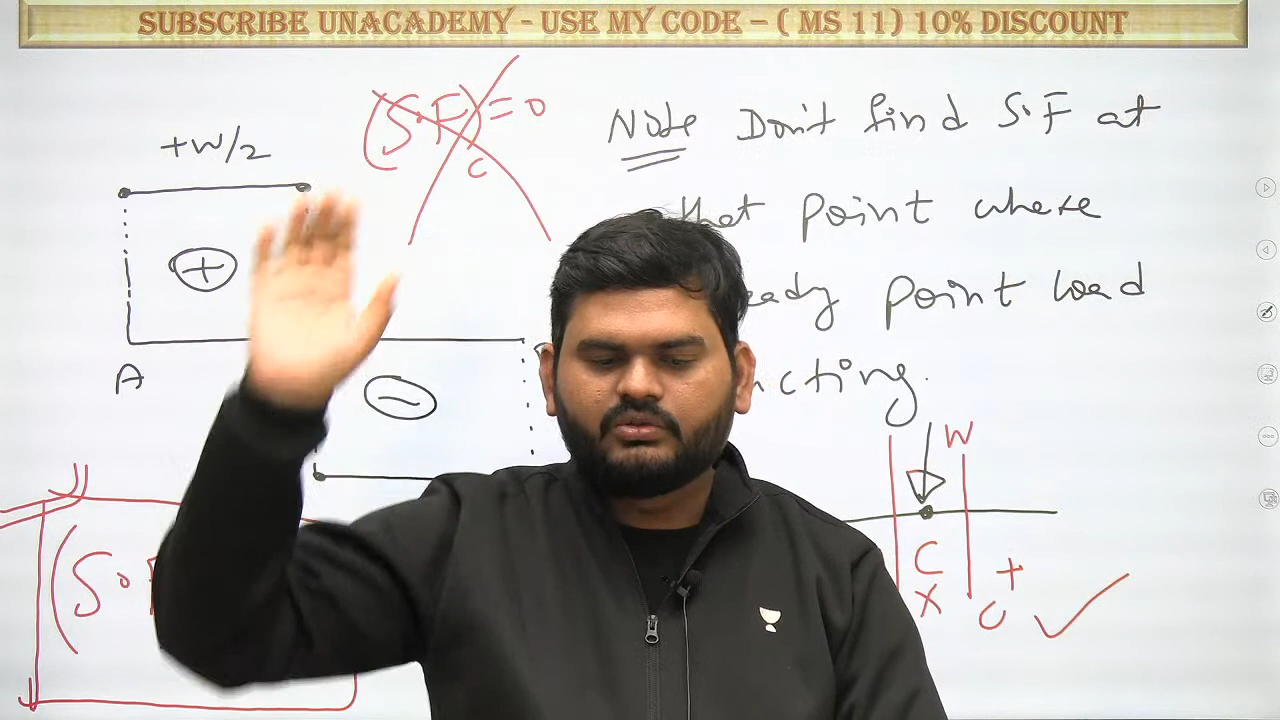 SUBSCRIBE UNACADEMY - USE MY CODE – ( MS 11) 10% DISCOUNT
+W/2
(S.F)C = 0
Note Don't find S.F at
that point where
point load
acting.
+
A
-
W
(S.F
C
X
C+